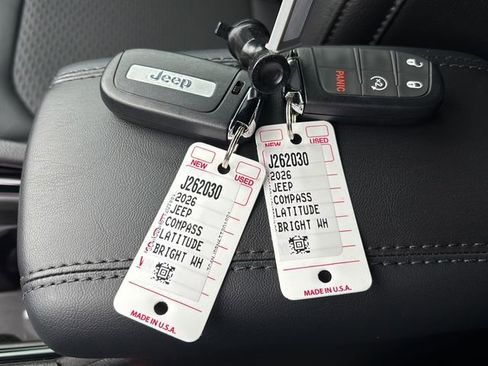 Jeep
PANIC
NEW
USED
J262030
2026
JEEP
COMPASS
LATITUDE
BRIGHT WH
MADE IN U.S.A.
NEW
USED
J262030
2026
JEEP
COMPASS
LATITUDE
BRIGHT WH
MADE IN U.S.A.